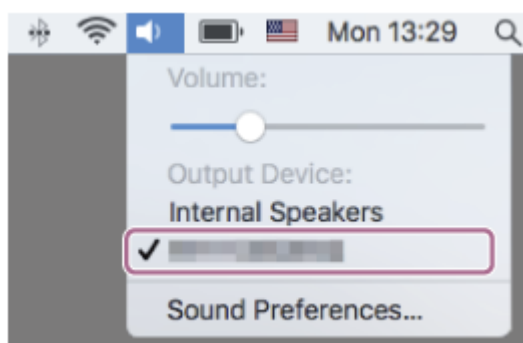 Mon 13:29
Volume:
Output Device:
Internal Speakers
Sound Preferences...